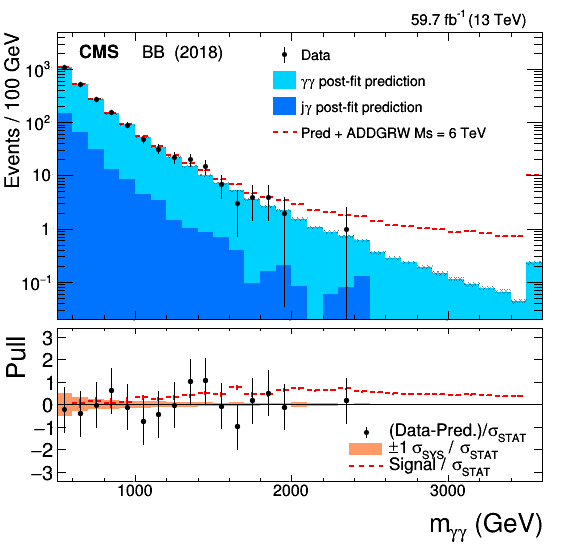 59.7 fb⁻¹ (13 TeV)
CMS BB (2018)
Data
γγ post-fit prediction
jγ post-fit prediction
Pred + ADDGRW Ms = 6 TeV
Events / 100 GeV
10³
10²
10
1
10⁻¹
Pull
3
2
1
0
−1
−2
−3
(Data-Pred.)/σSTAT
±1 σSYS / σSTAT
Signal / σSTAT
1000 2000 3000
mγγ (GeV)